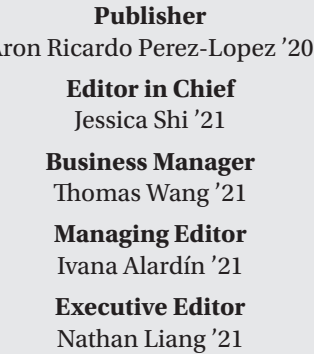 Publisher
ron Ricardo Perez-Lopez ’20
Editor in Chief
Jessica Shi ’21
Business Manager
Thomas Wang ’21
Managing Editor
Ivana Alardín ’21
Executive Editor
Nathan Liang ’21